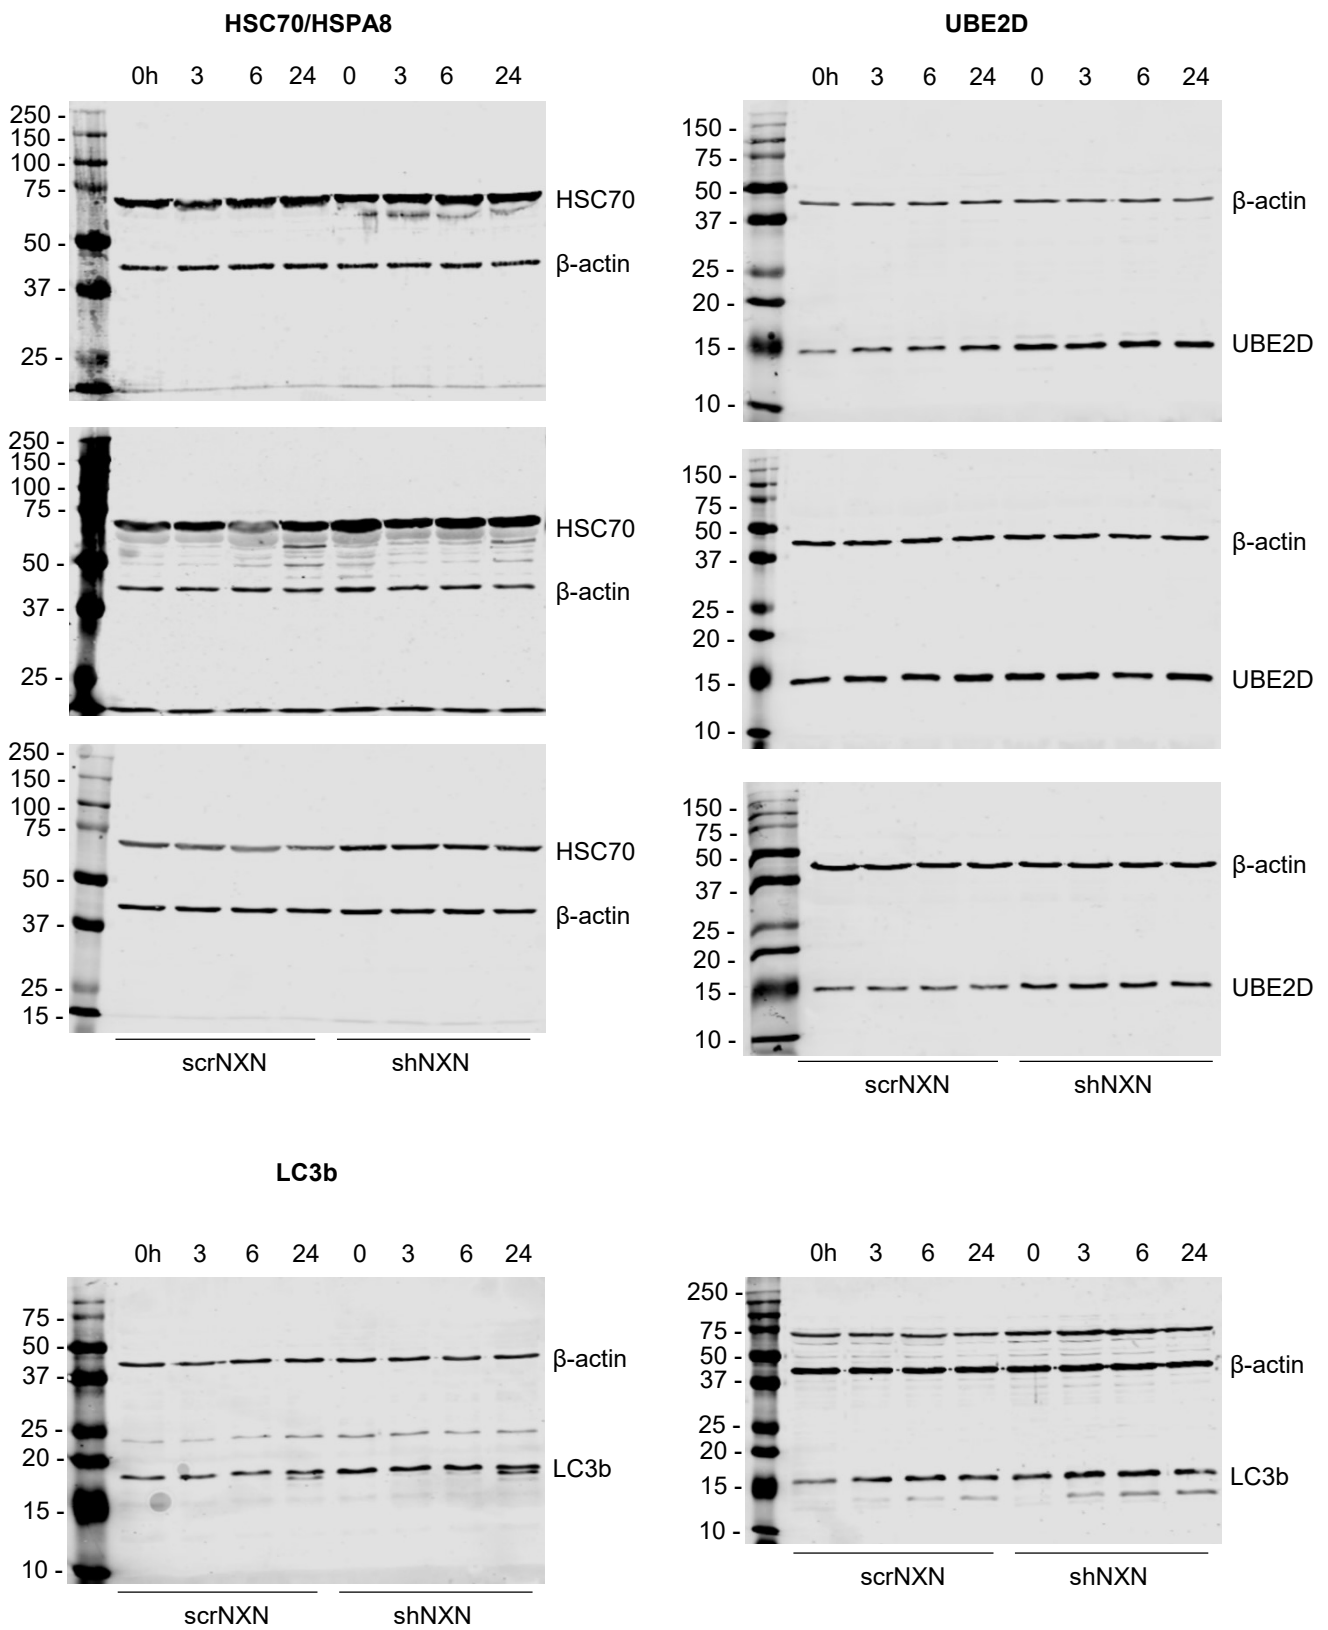 HSC70/HSPA8
0h 3 6 24 0 3 6 24
250 -
150 -
100 -
75 -
HSC70
50 -
β-actin
37 -
25 -
250 -
150 -
100 -
75 -
HSC70
50 -
β-actin
37 -
25 -
250 -
150 -
100 -
75 -
HSC70
50 -
β-actin
37 -
25 -
15 -
scrNXN shNXN
UBE2D
0h 3 6 24 0 3 6 24
150 -
75 -
50 -
β-actin
37 -
25 -
20 -
15 -
UBE2D
10 -
150 -
75 -
50 -
β-actin
37 -
25 -
20 -
15 -
UBE2D
10 -
150 -
75 -
50 -
β-actin
37 -
25 -
20 -
15 -
UBE2D
10 -
scrNXN shNXN
LC3b
0h 3 6 24 0 3 6 24
75 -
50 -
β-actin
37 -
25 -
20 -
LC3b
15 -
10 -
scrNXN shNXN
0h 3 6 24 0 3 6 24
250 -
75 -
50 -
β-actin
37 -
25 -
20 -
15 -
LC3b
10 -
scrNXN shNXN